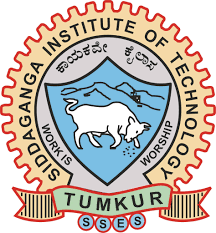 SIDDAGANGA INSTITUTE OF TECHNOLOGY
ಕಾಯಕವೇ ಕೈಲಾಸ
WORK IS WORSHIP
TUMKUR
SSES